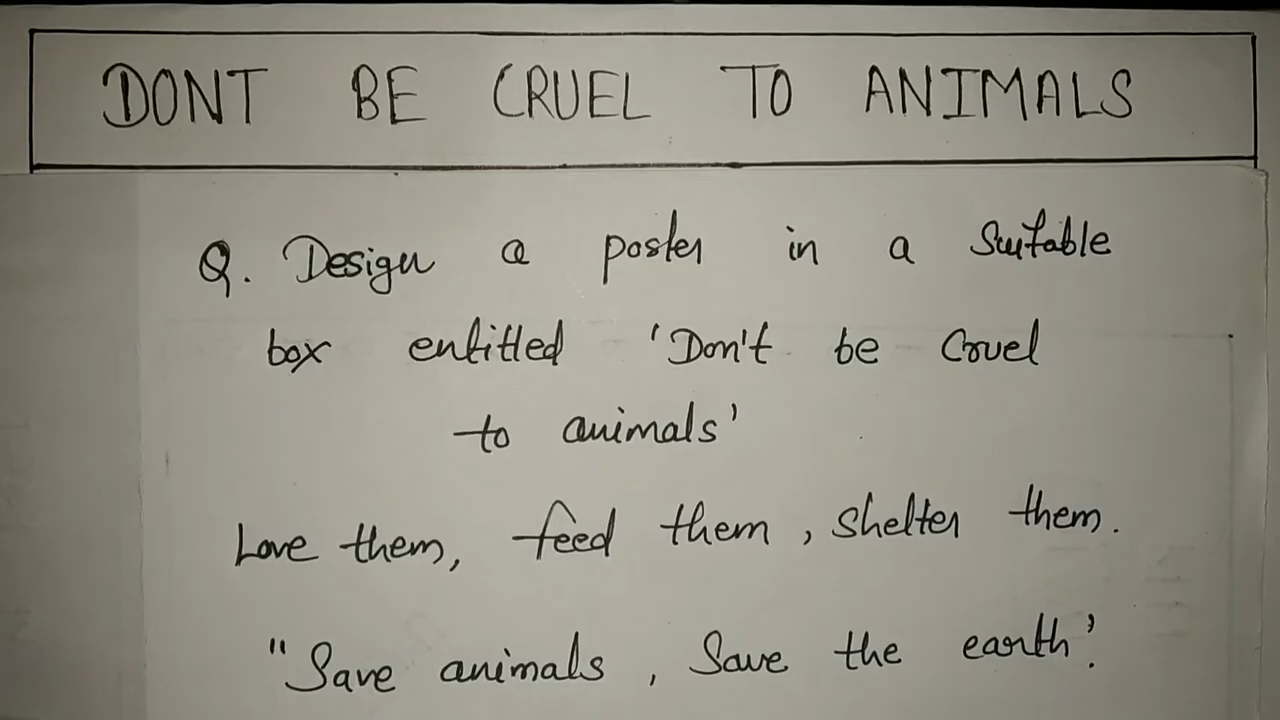 DONT BE CRUEL TO ANIMALS
Q. Design a poster in a Suitable
box entitled 'Don't be Cruel
to animals'
Love them, feed them, shelter them.
"Save animals, Save the earth'.